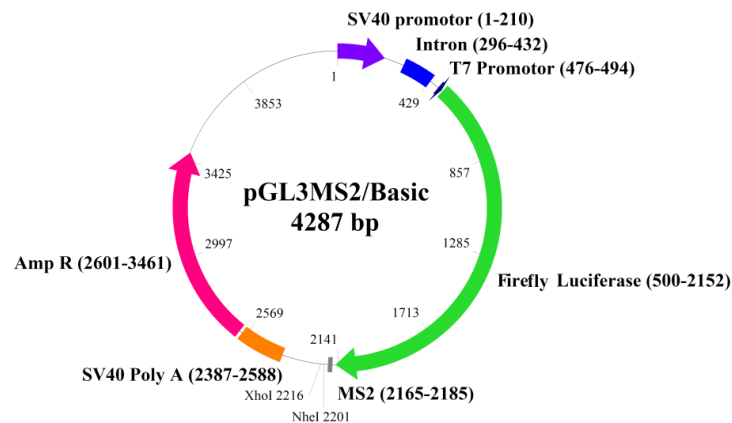 SV40 promotor (1-210)
Intron (296-432)
T7 Promotor (476-494)
1
429
3853
857
3425
pGL3MS2/Basic
4287 bp
2997
1285
Amp R (2601-3461)
Firefly Luciferase (500-2152)
2569
1713
2141
SV40 Poly A (2387-2588)
MS2 (2165-2185)
XhoI 2216
NheI 2201